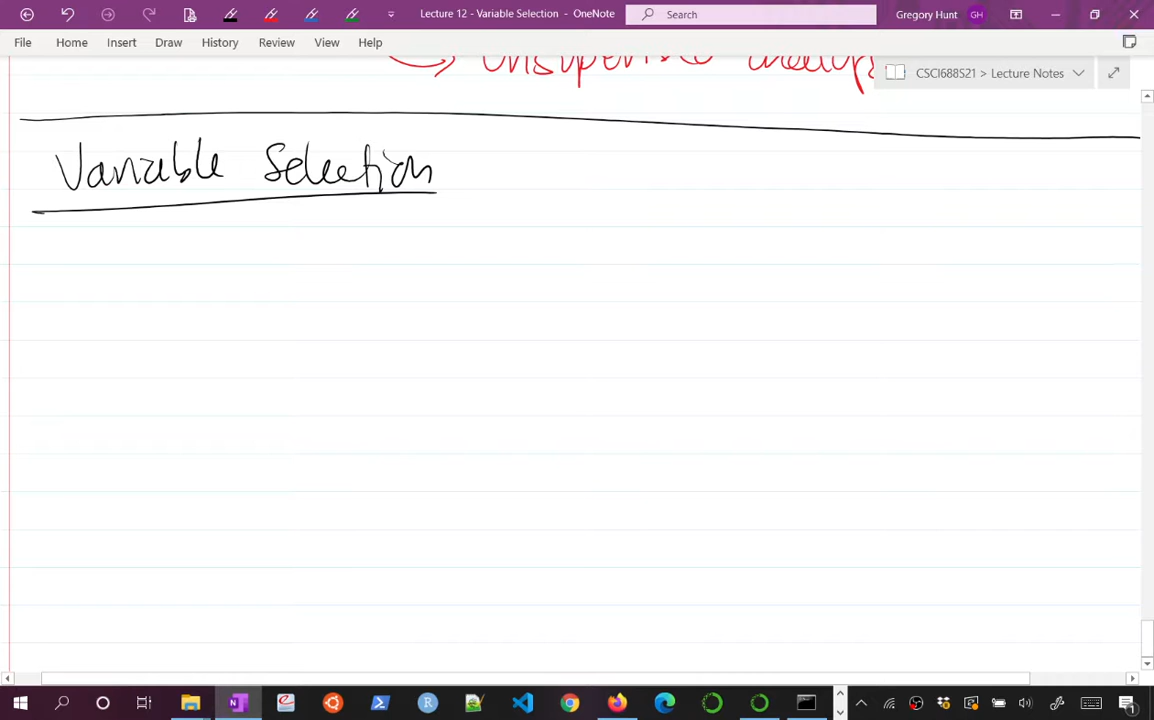 Lecture 12 - Variable Selection - OneNote
Search
Gregory Hunt
GH
File Home Insert Draw History Review View Help
CSCI688S21 > Lecture Notes
Variable Selection
1